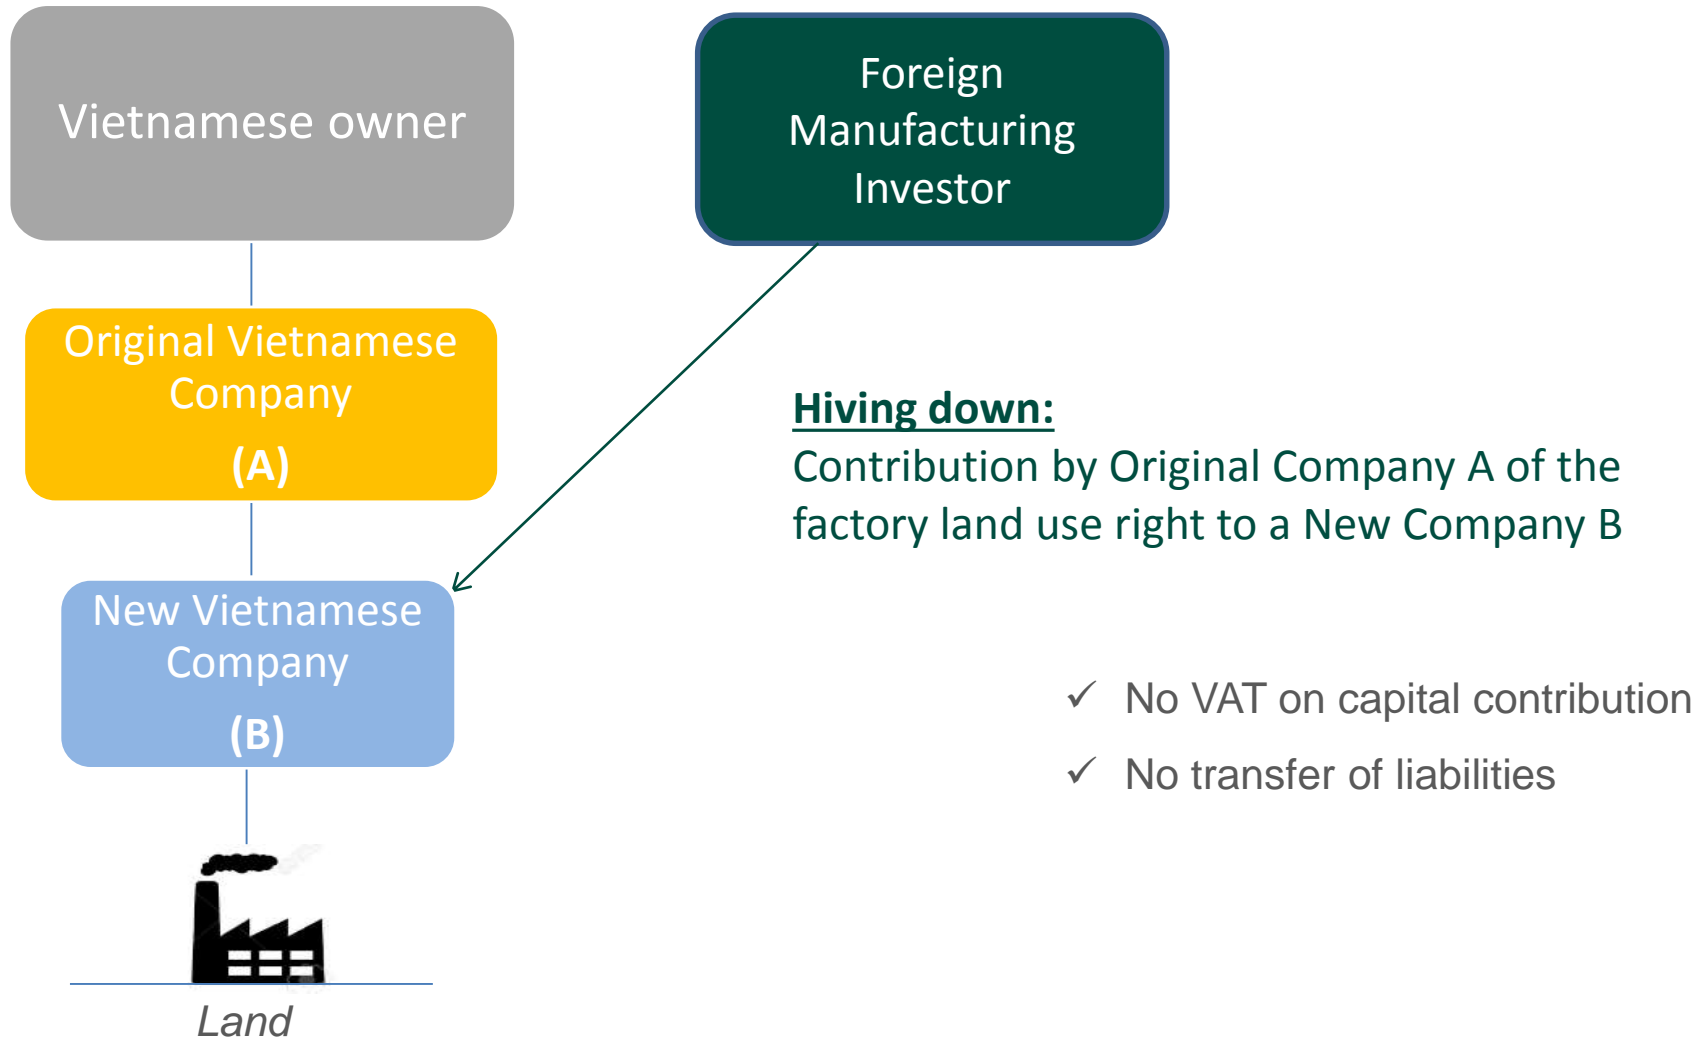 Vietnamese owner
Foreign
Manufacturing
Investor
Original Vietnamese
Company
(A)
Hiving down:
Contribution by Original Company A of the
factory land use right to a New Company B
New Vietnamese
Company
(B)
✓ No VAT on capital contribution
✓ No transfer of liabilities
Land